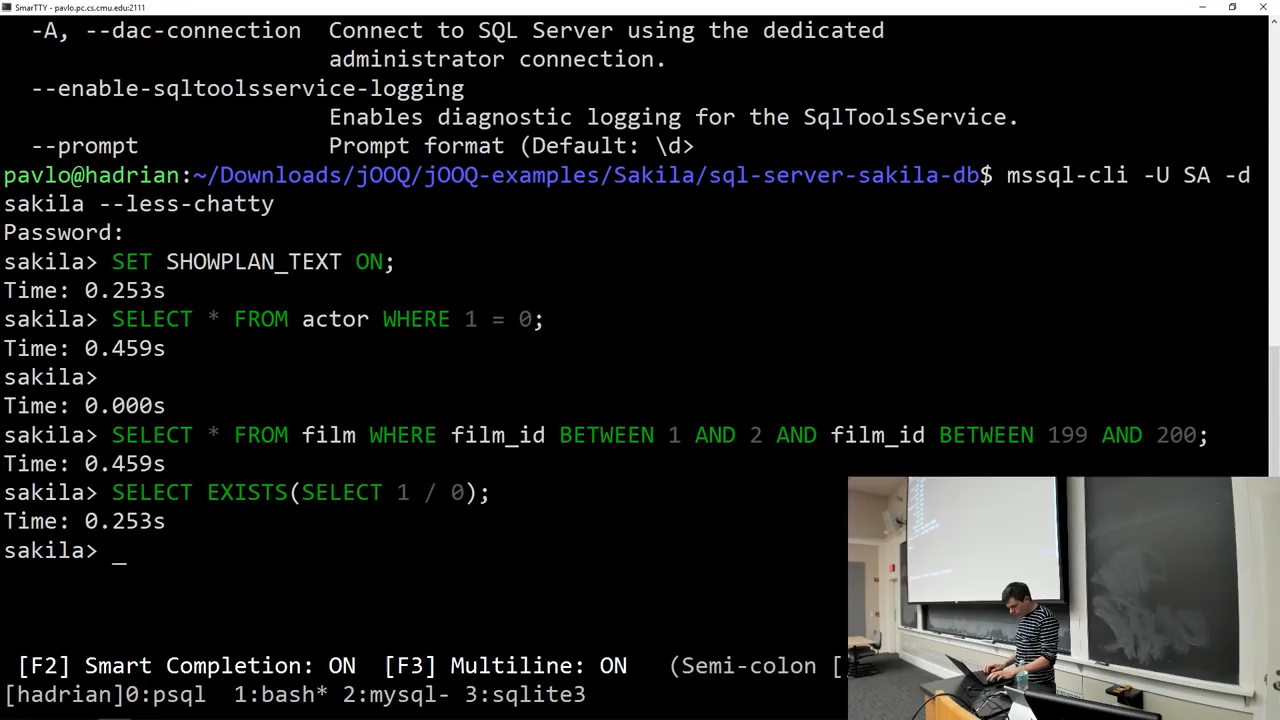 SmarTTY - pavlo.pc.cs.cmu.edu:2111
-A, --dac-connection  Connect to SQL Server using the dedicated
administrator connection.
--enable-sqltoolsservice-logging
Enables diagnostic logging for the SqlToolsService.
--prompt              Prompt format (Default: \d>
pavlo@hadrian:~/Downloads/jOOQ/jOOQ-examples/Sakila/sql-server-sakila-db$ mssql-cli -U SA -d
sakila --less-chatty
Password:
sakila> SET SHOWPLAN_TEXT ON;
Time: 0.253s
sakila> SELECT * FROM actor WHERE 1 = 0;
Time: 0.459s
sakila>
Time: 0.000s
sakila> SELECT * FROM film WHERE film_id BETWEEN 1 AND 2 AND film_id BETWEEN 199 AND 200;
Time: 0.459s
sakila> SELECT EXISTS(SELECT 1 / 0);
Time: 0.253s
sakila> _
[F2] Smart Completion: ON  [F3] Multiline: ON   (Semi-colon [
[hadrian]0:psql  1:bash* 2:mysql- 3:sqlite3